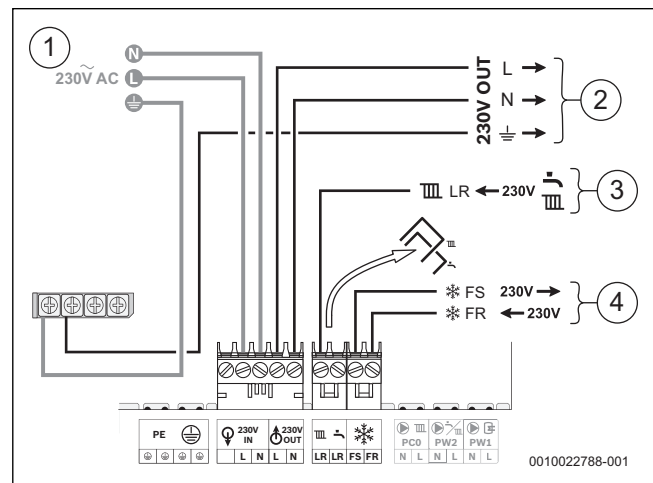 1
N
230V AC L
230V OUT
L
N
2
LR 230V
3
FS 230V
FR 230V
4
PE
230V IN
230V OUT
L N L N
LR LR FS FR
PC0
PW2
PW1
N L N L N L
0010022788-001